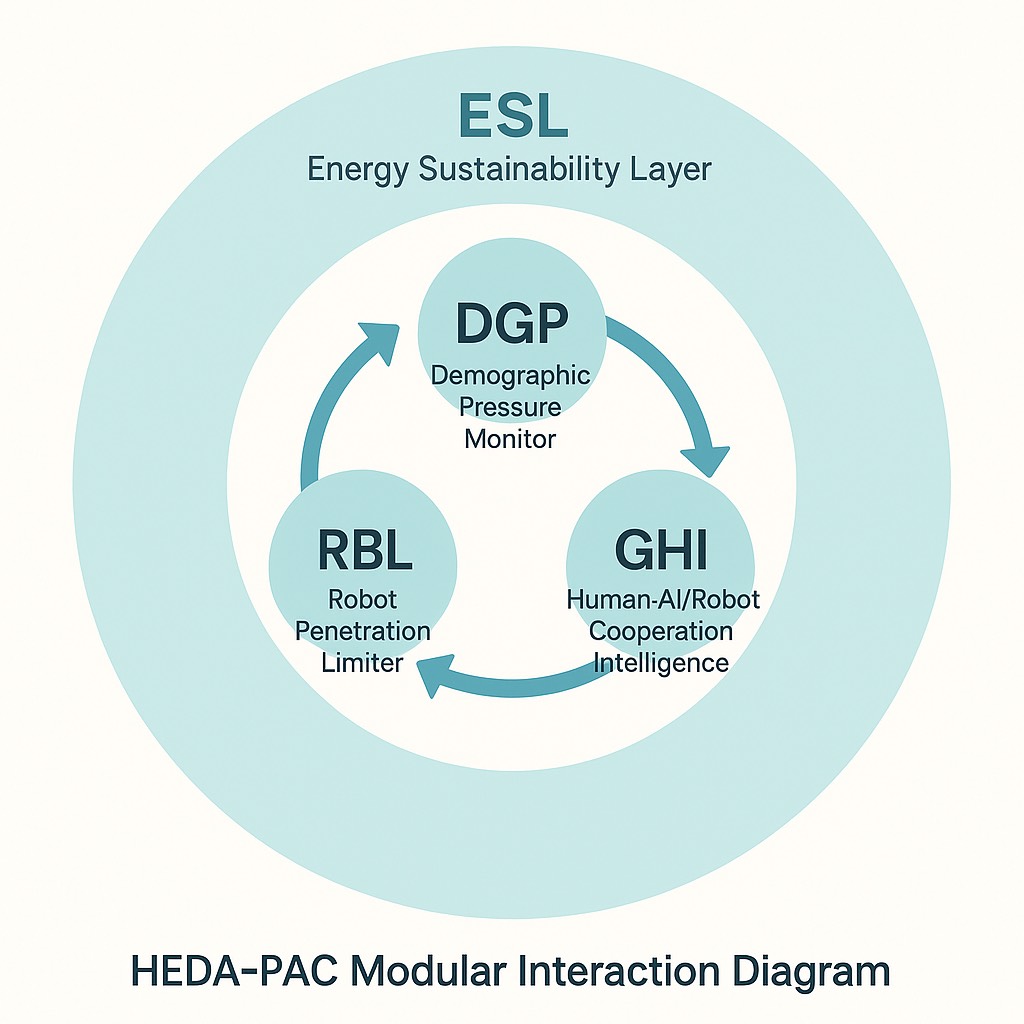 ESL
Energy Sustainability Layer
DGP
Demographic
Pressure
Monitor
RBL
Robot
Penetration
Limiter
GHI
Human-AI/Robot
Cooperation
Intelligence
HEDA-PAC Modular Interaction Diagram